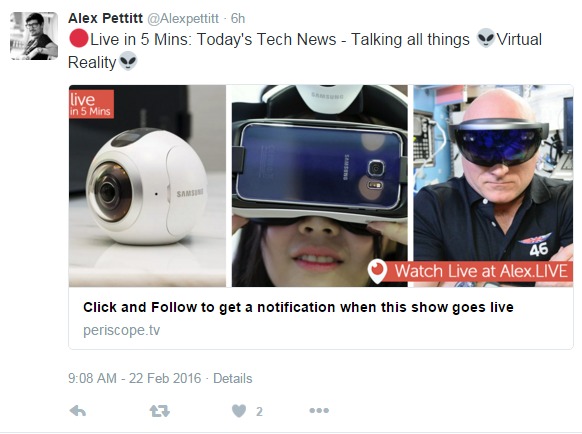 Alex Pettitt @Alexpettitt · 6h
🔴Live in 5 Mins: Today's Tech News - Talking all things 👽Virtual
Reality👽
live
in 5 Mins
SAMSUNG
SAMSUNG
SAMSUNG
46
Watch Live at Alex.LIVE
Click and Follow to get a notification when this show goes live
periscope.tv
9:08 AM - 22 Feb 2016 · Details
2